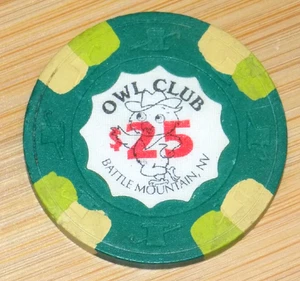 OWL CLUB
$25
BATTLE MOUNTAIN, NV